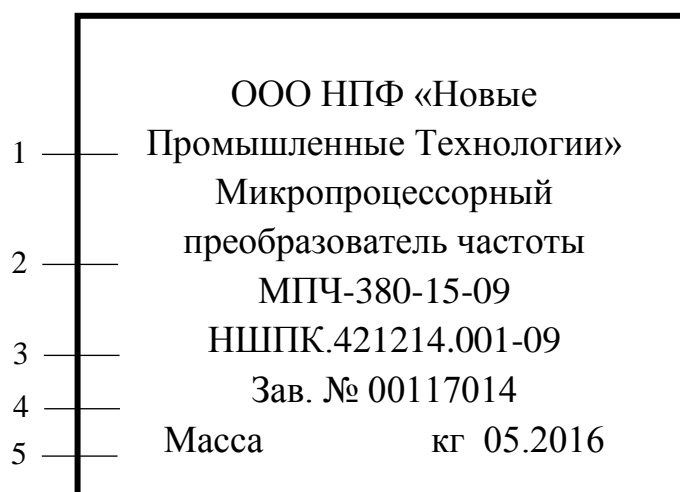 ООО НПФ «Новые
1 Промышленные Технологии»
Микропроцессорный
2 преобразователь частоты
МПЧ-380-15-09
3 НШПК.421214.001-09
4 Зав. № 00117014
5 Масса кг 05.2016